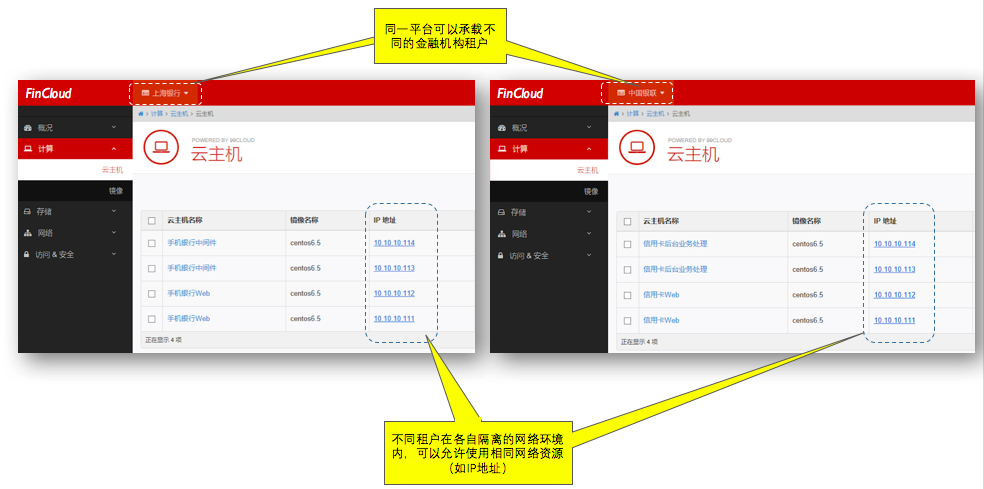 同一平台可以承载不
同的金融机构租户
FinCloud
上海银行
计算 > 云主机 > 云主机
概况
计算
云主机
镜像
存储
网络
访问 & 安全
POWERED BY 99CLOUD
云主机
云主机名称 镜像名称 IP 地址
手机银行中间件 centos6.5 10.10.10.114
手机银行中间件 centos6.5 10.10.10.113
手机银行Web centos6.5 10.10.10.112
手机银行Web centos6.5 10.10.10.111
正在显示 4 项
FinCloud
中国银联
计算 > 云主机 > 云主机
概况
计算
云主机
镜像
存储
网络
访问 & 安全
POWERED BY 99CLOUD
云主机
云主机名称 镜像名称 IP 地址
信用卡后台业务处理 centos6.5 10.10.10.114
信用卡后台业务处理 centos6.5 10.10.10.113
信用卡Web centos6.5 10.10.10.112
信用卡Web centos6.5 10.10.10.111
正在显示 4 项
不同租户在各自隔离的网络环境
内，可以允许使用相同网络资源
（如IP地址）